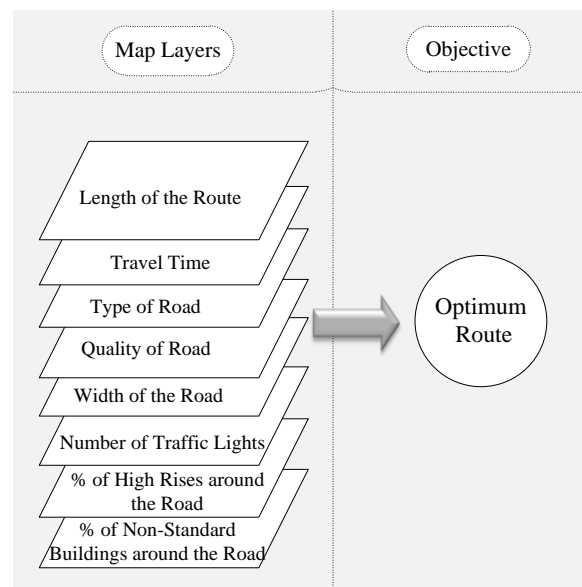 Map Layers
Objective
Length of the Route
Travel Time
Type of Road
Quality of Road
Width of the Road
Number of Traffic Lights
% of High Rises around
the Road
% of Non-Standard
Buildings around the Road
Optimum
Route